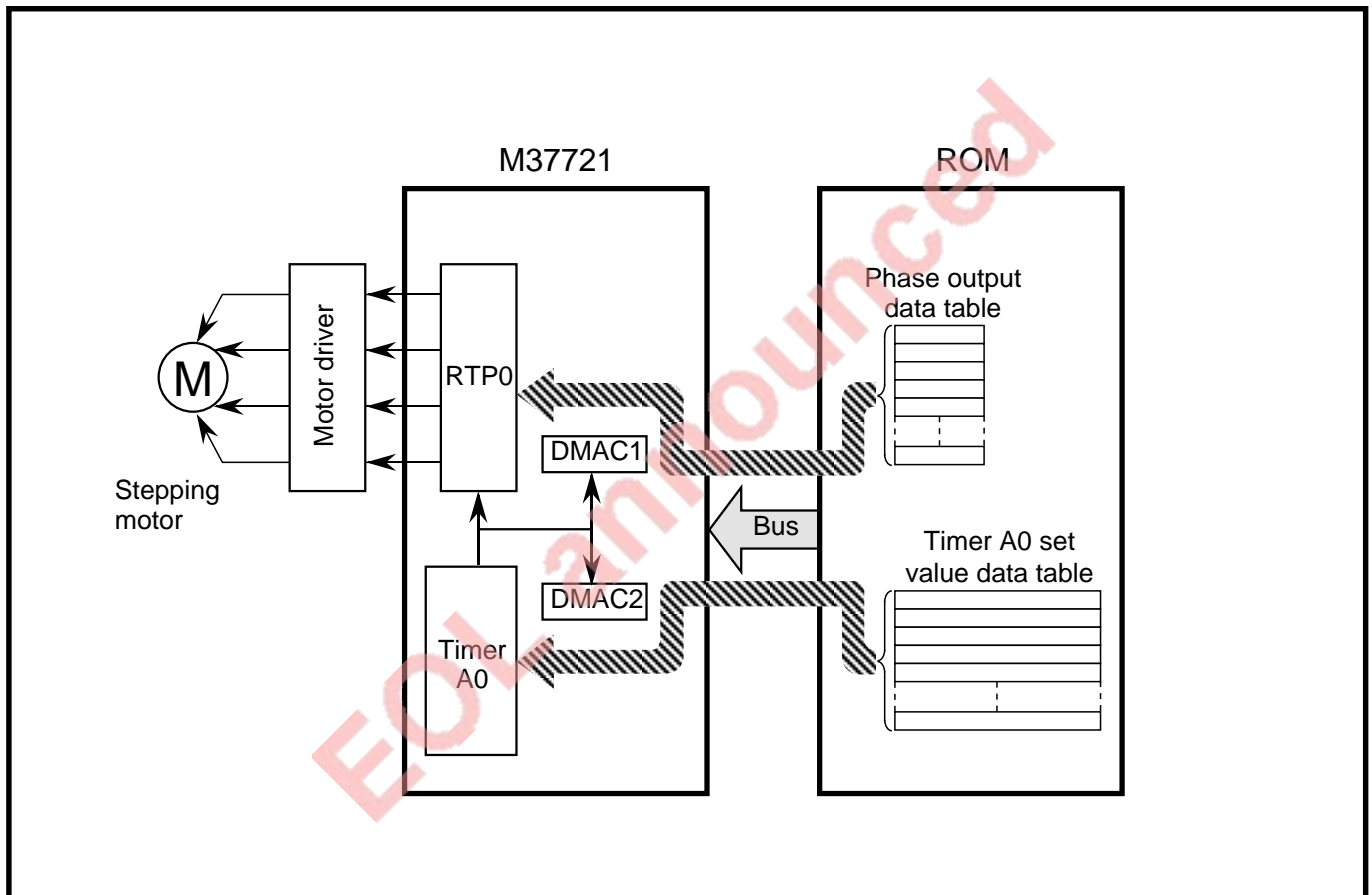 M37721
ROM
Phase output
data table
Motor driver
RTP0
M
DMAC1
Stepping
motor
Bus
Timer A0 set
value data table
DMAC2
Timer
A0
EOL announced